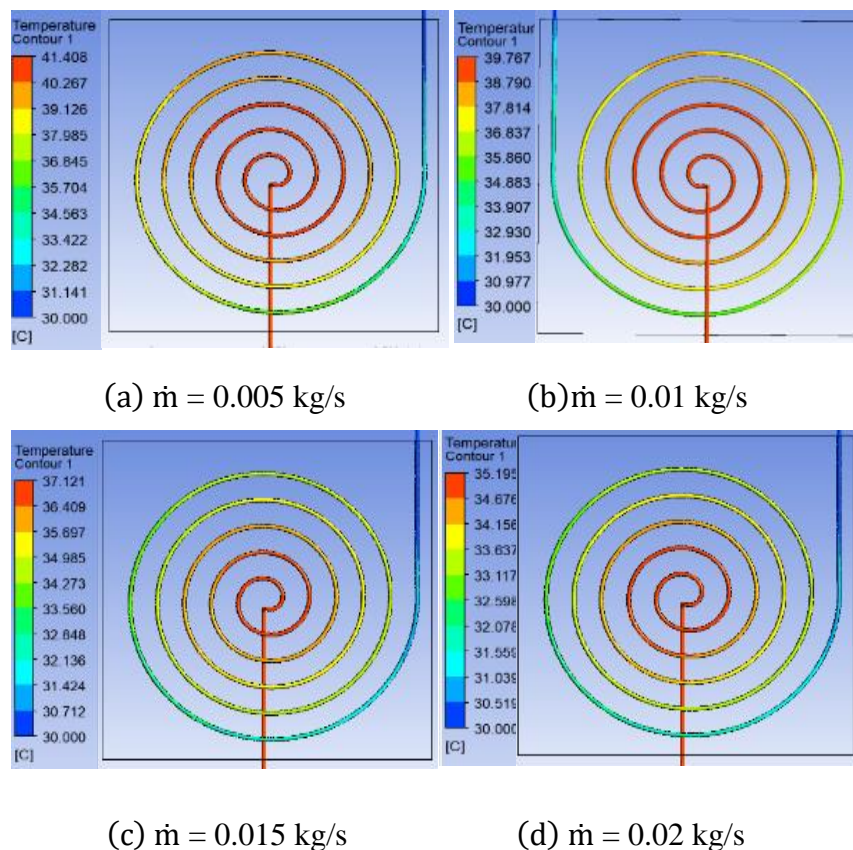 Temperature
Contour 1
41.408
40.267
39.126
37.985
36.845
35.704
34.563
33.422
32.282
31.141
30.000
[C]
Temperatur
Contour 1
39.767
38.790
37.814
36.837
35.860
34.883
33.907
32.930
31.953
30.977
30.000
[C]
(a) ṁ = 0.005 kg/s
(b)ṁ = 0.01 kg/s
Temperature
Contour 1
37.121
36.409
35.697
34.985
34.273
33.560
32.848
32.136
31.424
30.712
30.000
[C]
Temperatur
Contour 1
35.195
34.676
34.156
33.637
33.117
32.598
32.078
31.559
31.039
30.519
30.000
[C]
(c) ṁ = 0.015 kg/s
(d) ṁ = 0.02 kg/s